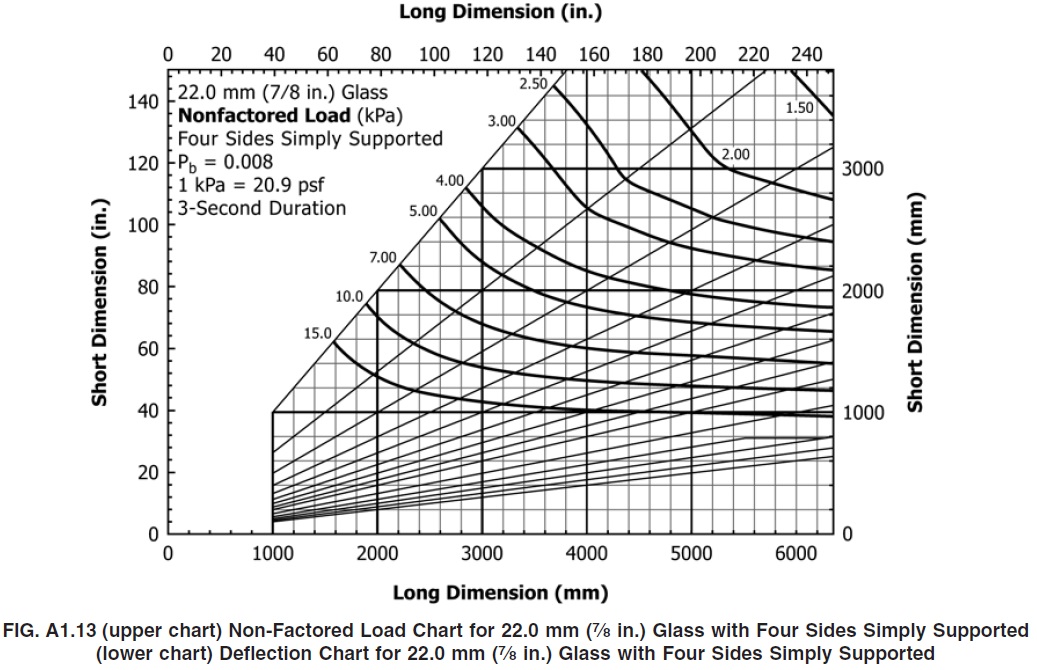 Long Dimension (in.)
0 20 40 60 80 100 120 140 160 180 200 220 240
22.0 mm (7/8 in.) Glass
Nonfactored Load (kPa)
Four Sides Simply Supported
Pb = 0.008
1 kPa = 20.9 psf
3-Second Duration
Short Dimension (in.)
140
120
100
80
60
40
20
0
2.50
3.00
4.00
5.00
7.00
10.0
15.0
1.50
2.00
3000
2000
1000
0
Short Dimension (mm)
0 1000 2000 3000 4000 5000 6000
Long Dimension (mm)
FIG. A1.13 (upper chart) Non-Factored Load Chart for 22.0 mm (7⁄8 in.) Glass with Four Sides Simply Supported
(lower chart) Deflection Chart for 22.0 mm (7⁄8 in.) Glass with Four Sides Simply Supported